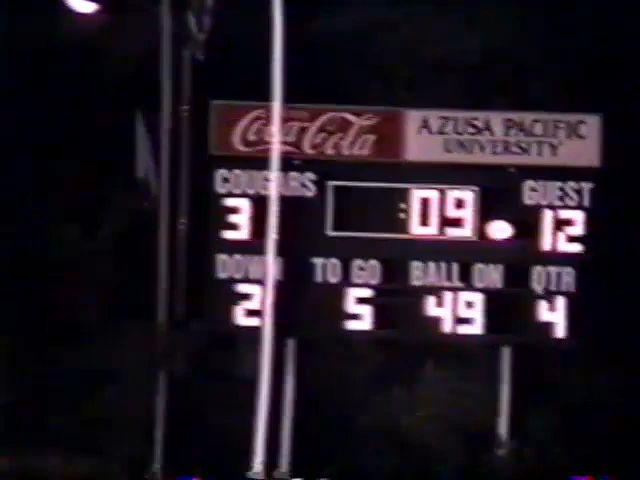 Coca-Cola AZUSA PACIFIC
UNIVERSITY
COUGARS :09 GUEST
3 12
DOWN TO GO BALL ON QTR
2 5 49 4